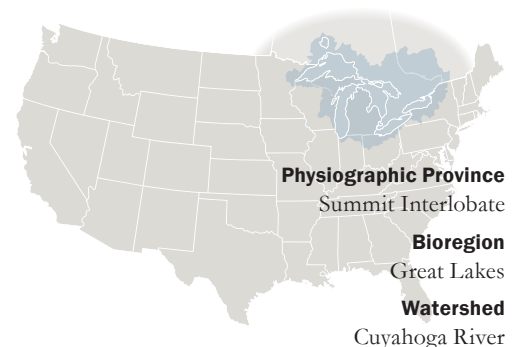 Physiographic Province
Summit Interlobate
Bioregion
Great Lakes
Watershed
Cuyahoga River